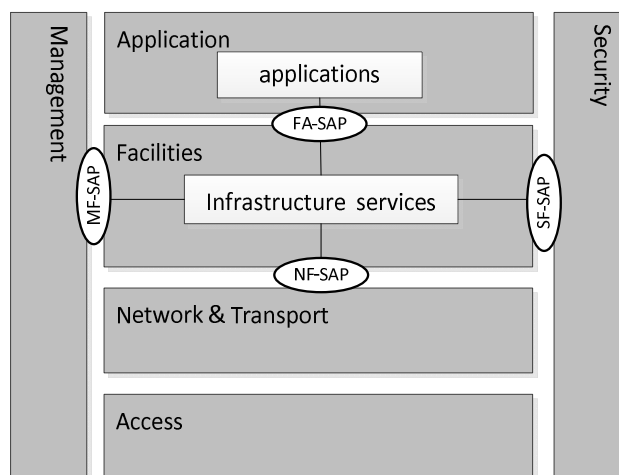 Management
Application
applications
FA-SAP
Security
Facilities
MF-SAP
Infrastructure services
SF-SAP
NF-SAP
Network & Transport
Access